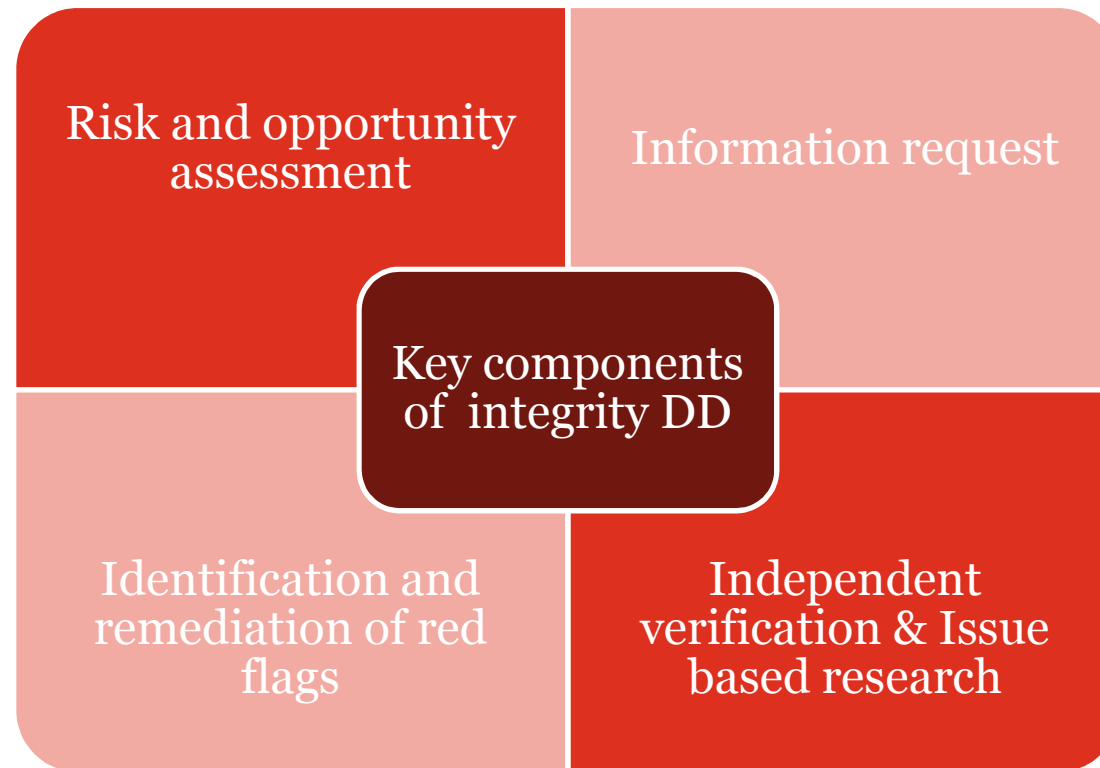 Risk and opportunity
assessment
Information request
Key components
of  integrity DD
Identification and
remediation of red
flags
Independent
verification & Issue
based research